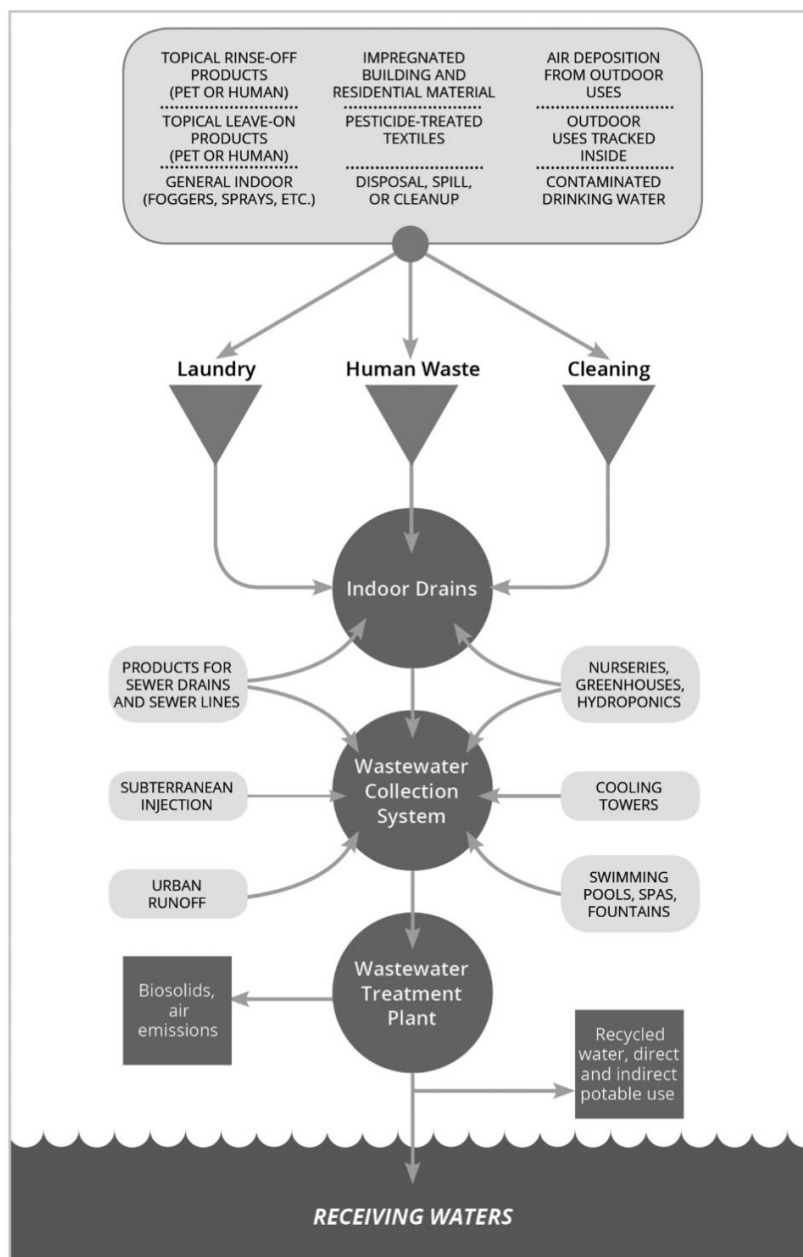 TOPICAL RINSE-OFF
PRODUCTS
(PET OR HUMAN)
TOPICAL LEAVE-ON
PRODUCTS
(PET OR HUMAN)
GENERAL INDOOR
(FOGGERS, SPRAYS, ETC.)
IMPREGNATED
BUILDING AND
RESIDENTIAL MATERIAL
PESTICIDE-TREATED
TEXTILES
DISPOSAL, SPILL,
OR CLEANUP
AIR DEPOSITION
FROM OUTDOOR
USES
OUTDOOR
USES TRACKED
INSIDE
CONTAMINATED
DRINKING WATER
Laundry
Human Waste
Cleaning
Indoor Drains
PRODUCTS FOR
SEWER DRAINS
AND SEWER LINES
NURSERIES,
GREENHOUSES,
HYDROPONICS
Wastewater
Collection
System
SUBTERRANEAN
INJECTION
COOLING
TOWERS
URBAN
RUNOFF
SWIMMING
POOLS, SPAS,
FOUNTAINS
Wastewater
Treatment
Plant
Biosolids,
air
emissions
Recycled
water, direct
and indirect
potable use
RECEIVING WATERS